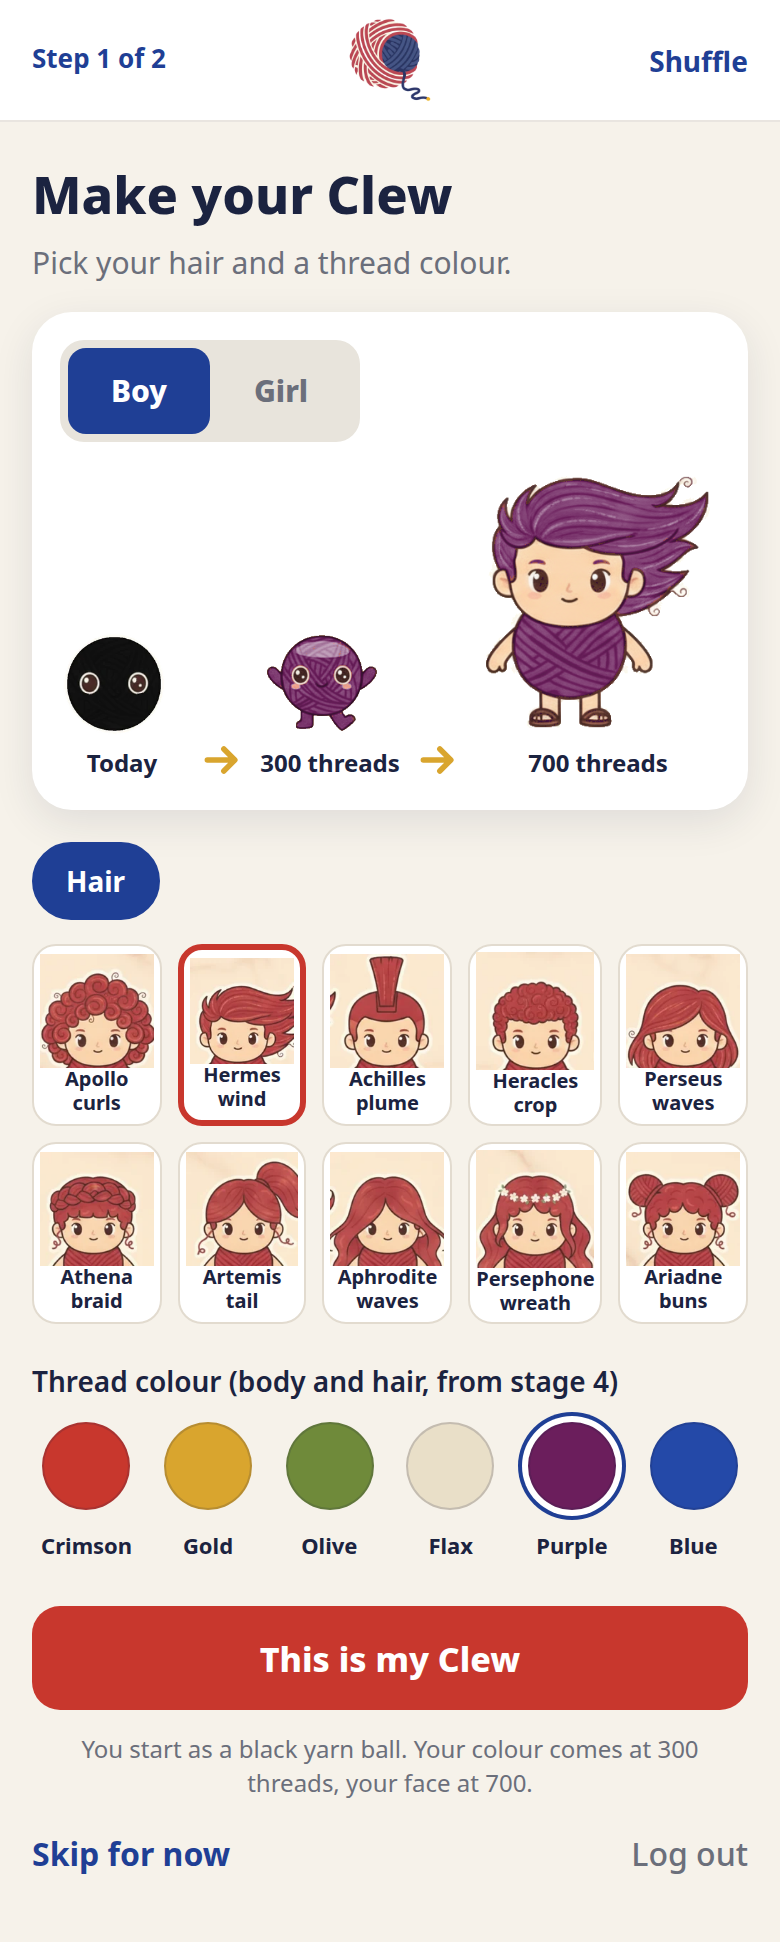 Step 1 of 2
Shuffle
Make your Clew
Pick your hair and a thread colour.
Boy
Girl
Today
300 threads
700 threads
Hair
Apollo
curls
Hermes
wind
Achilles
plume
Heracles
crop
Perseus
waves
Athena
braid
Artemis
tail
Aphrodite
waves
Persephone
wreath
Ariadne
buns
Thread colour (body and hair, from stage 4)
Crimson
Gold
Olive
Flax
Purple
Blue
This is my Clew
You start as a black yarn ball. Your colour comes at 300
threads, your face at 700.
Skip for now
Log out